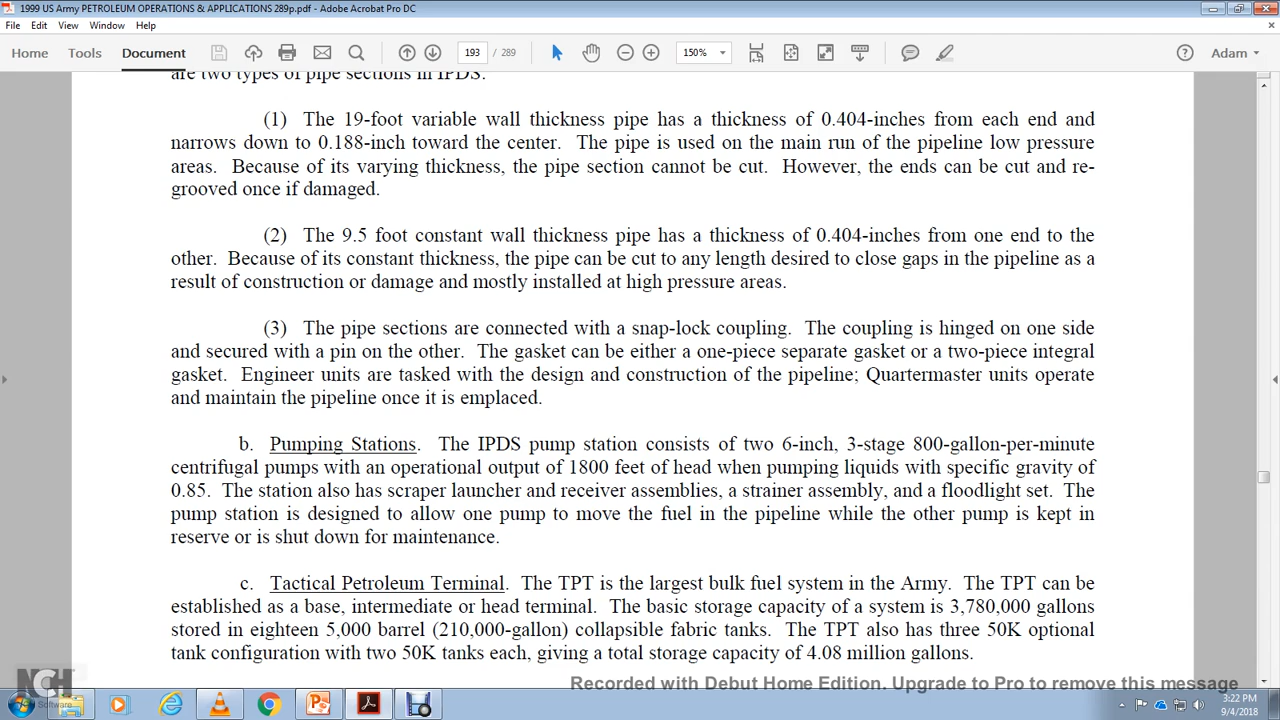 1999 US Army PETROLEUM OPERATIONS & APPLICATIONS 289p.pdf - Adobe Acrobat Pro DC
File Edit View Window Help
Home Tools Document 193 / 289 150% Adam
are two types of pipe sections in IPDS.
(1) The 19-foot variable wall thickness pipe has a thickness of 0.404-inches from each end and
narrows down to 0.188-inch toward the center. The pipe is used on the main run of the pipeline low pressure
areas. Because of its varying thickness, the pipe section cannot be cut. However, the ends can be cut and re-
grooved once if damaged.
(2) The 9.5 foot constant wall thickness pipe has a thickness of 0.404-inches from one end to the
other. Because of its constant thickness, the pipe can be cut to any length desired to close gaps in the pipeline as a
result of construction or damage and mostly installed at high pressure areas.
(3) The pipe sections are connected with a snap-lock coupling. The coupling is hinged on one side
and secured with a pin on the other. The gasket can be either a one-piece separate gasket or a two-piece integral
gasket. Engineer units are tasked with the design and construction of the pipeline; Quartermaster units operate
and maintain the pipeline once it is emplaced.
b. Pumping Stations. The IPDS pump station consists of two 6-inch, 3-stage 800-gallon-per-minute
centrifugal pumps with an operational output of 1800 feet of head when pumping liquids with specific gravity of
0.85. The station also has scraper launcher and receiver assemblies, a strainer assembly, and a floodlight set. The
pump station is designed to allow one pump to move the fuel in the pipeline while the other pump is kept in
reserve or is shut down for maintenance.
c. Tactical Petroleum Terminal. The TPT is the largest bulk fuel system in the Army. The TPT can be
established as a base, intermediate or head terminal. The basic storage capacity of a system is 3,780,000 gallons
stored in eighteen 5,000 barrel (210,000-gallon) collapsible fabric tanks. The TPT also has three 50K optional
tank configuration with two 50K tanks each, giving a total storage capacity of 4.08 million gallons.
NCH Software
Recorded with Debut Home Edition. Upgrade to Pro to remove this message
3:22 PM
9/4/2018